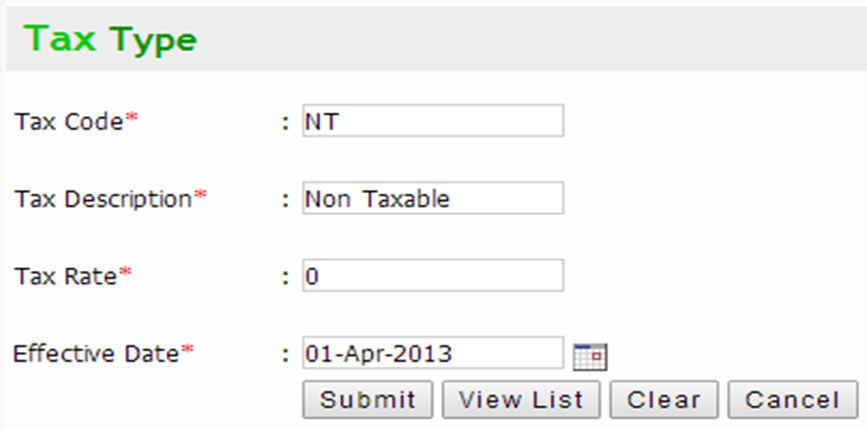 Tax Type
Tax Code* : NT
Tax Description* : Non Taxable
Tax Rate* : 0
Effective Date* : 01-Apr-2013
Submit View List Clear Cancel